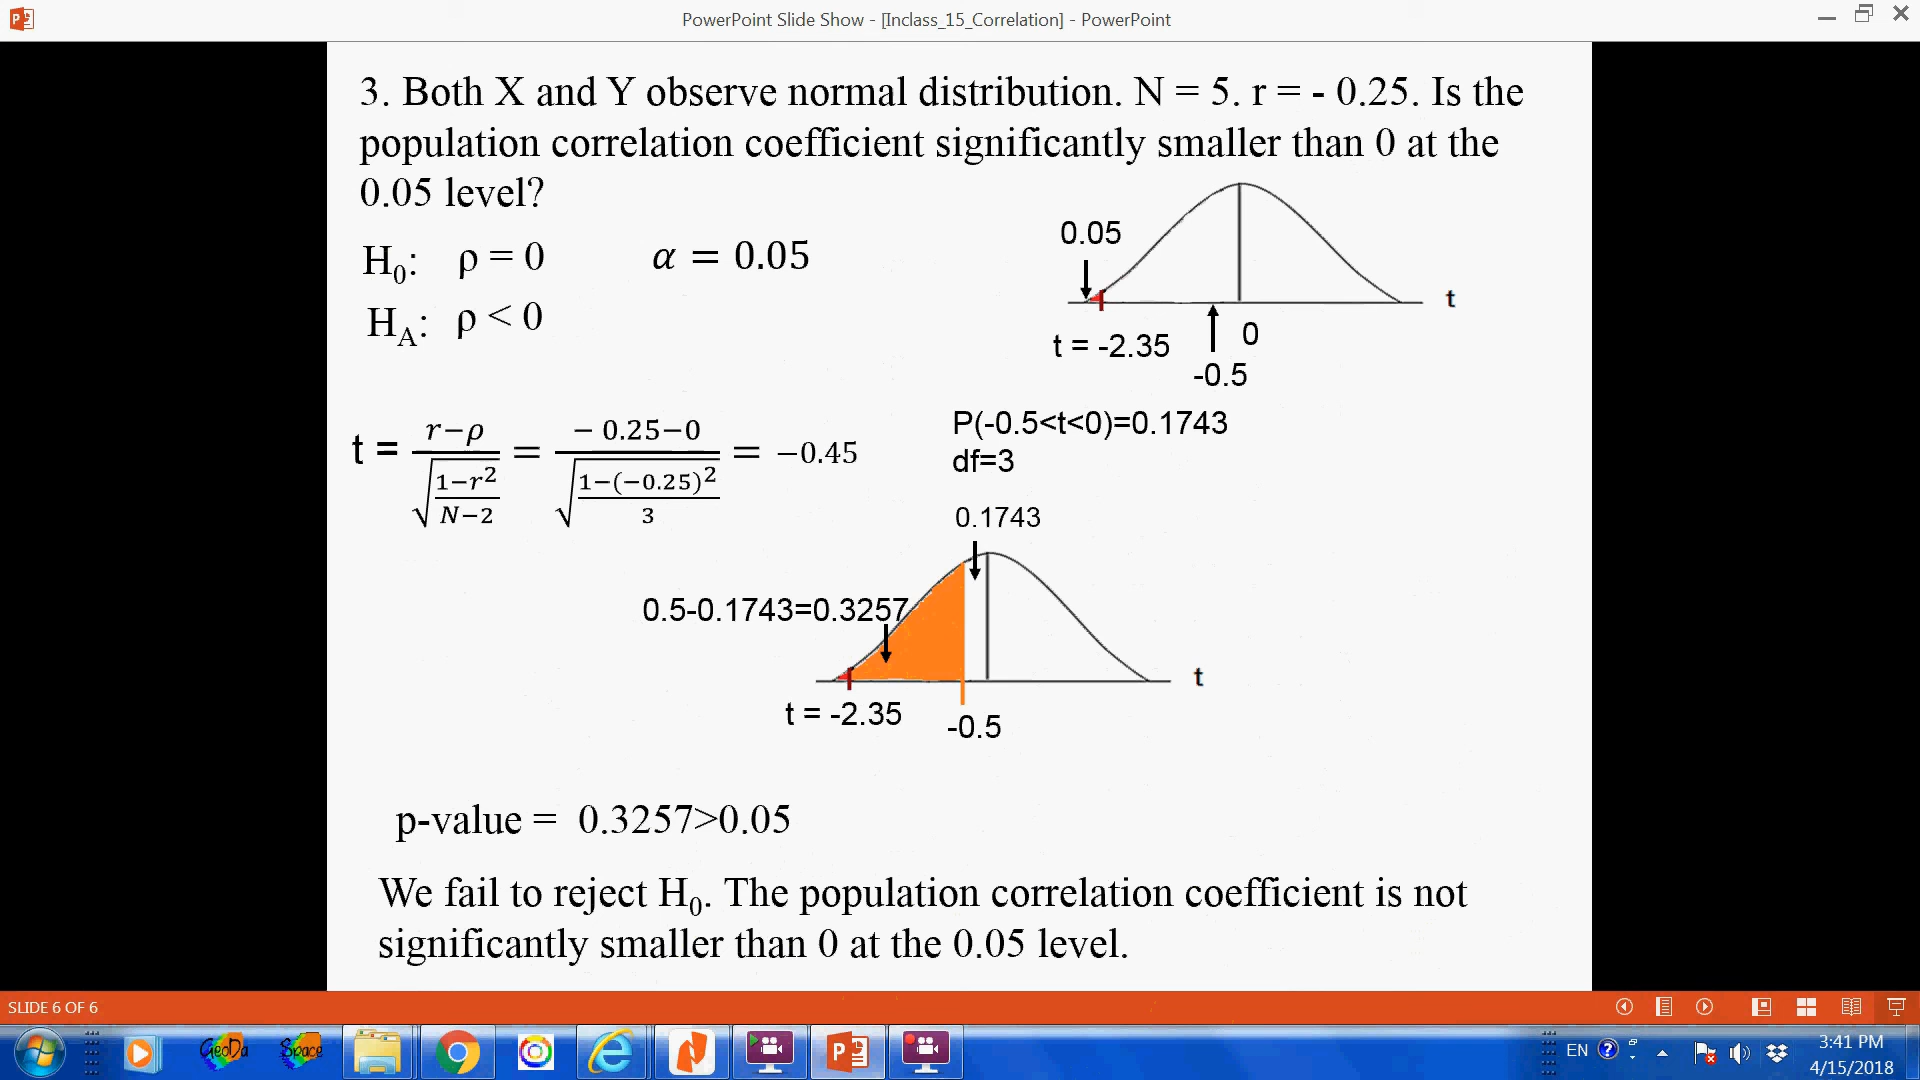 PowerPoint Slide Show - [Inclass_15_Correlation] - PowerPoint
3. Both X and Y observe normal distribution. N = 5. r = - 0.25. Is the
population correlation coefficient significantly smaller than 0 at the
0.05 level?
H₀: ρ = 0 α = 0.05
H_A: ρ < 0
0.05
t
t = -2.35
0
-0.5
t = (r−ρ)/√((1−r²)/(N−2)) = (− 0.25−0)/√((1−(−0.25)²)/3) = −0.45
P(-0.5<t<0)=0.1743
df=3
0.1743
0.5-0.1743=0.3257
t
t = -2.35
-0.5
p-value = 0.3257>0.05
We fail to reject H₀. The population correlation coefficient is not
significantly smaller than 0 at the 0.05 level.
SLIDE 6 OF 6
GeoDa
Space
EN
3:41 PM
4/15/2018